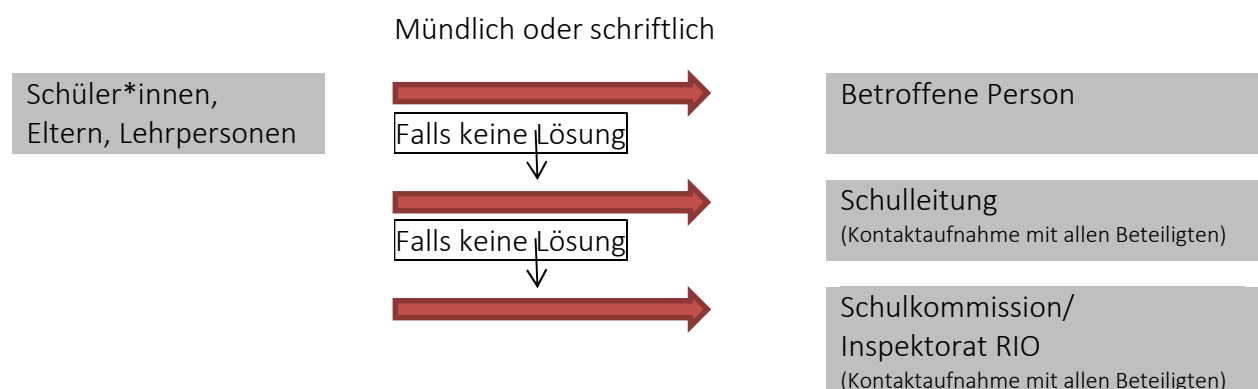 Mündlich oder schriftlich
Schüler*innen,
Eltern, Lehrpersonen
Betroffene Person
Falls keine Lösung
Schulleitung
(Kontaktaufnahme mit allen Beteiligten)
Falls keine Lösung
Schulkommission/
Inspektorat RIO
(Kontaktaufnahme mit allen Beteiligten)